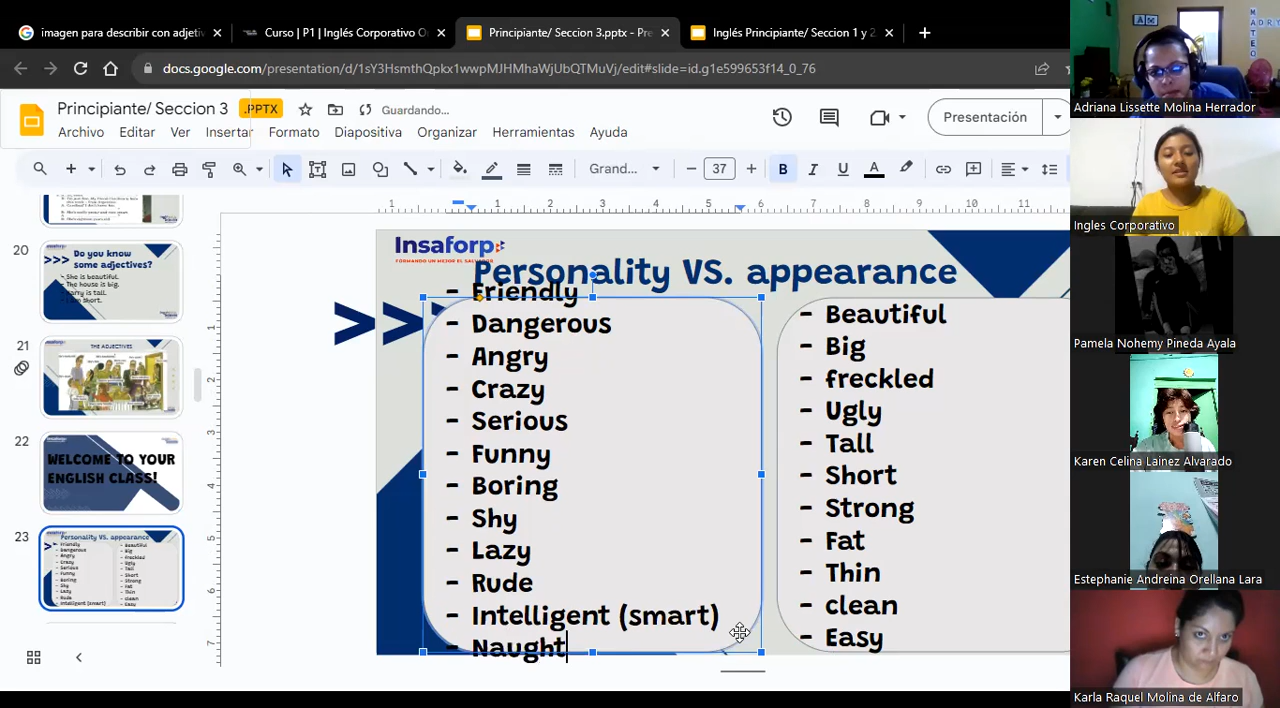 imagen para describir con adjetiv
Curso | P1 | Inglés Corporativo O
Principiante/ Seccion 3.pptx - Pre
Inglés Principiante/ Seccion 1 y 2
docs.google.com/presentation/d/1sY3HsmthQpkx1wwpMJHMhaWjUbQTMuVj/edit#slide=id.g1e599653f14_0_76
Principiante/ Seccion 3
.PPTX
Guardando...
Presentación
Archivo Editar Ver Insertar Formato Diapositiva Organizar Herramientas Ayuda
Grand...
37
20
Do you know
some adjectives?
She is beautiful.
The house is big.
21
THE ADJECTIVES
22
WELCOME TO YOUR
ENGLISH CLASS!
23
Insaforp
FORMANDO UN MEJOR EL SALVADOR
Personality VS. appearance
>>
- Friendly
- Dangerous
- Angry
- Crazy
- Serious
- Funny
- Boring
- Shy
- Lazy
- Rude
- Intelligent (smart)
- Naught
- Beautiful
- Big
- freckled
- Ugly
- Tall
- Short
- Strong
- Fat
- Thin
- clean
- Easy
Adriana Lissette Molina Herrador
Ingles Corporativo
Pamela Nohemy Pineda Ayala
Karen Celina Lainez Alvarado
Estephanie Andreina Orellana Lara
Karla Raquel Molina de Alfaro